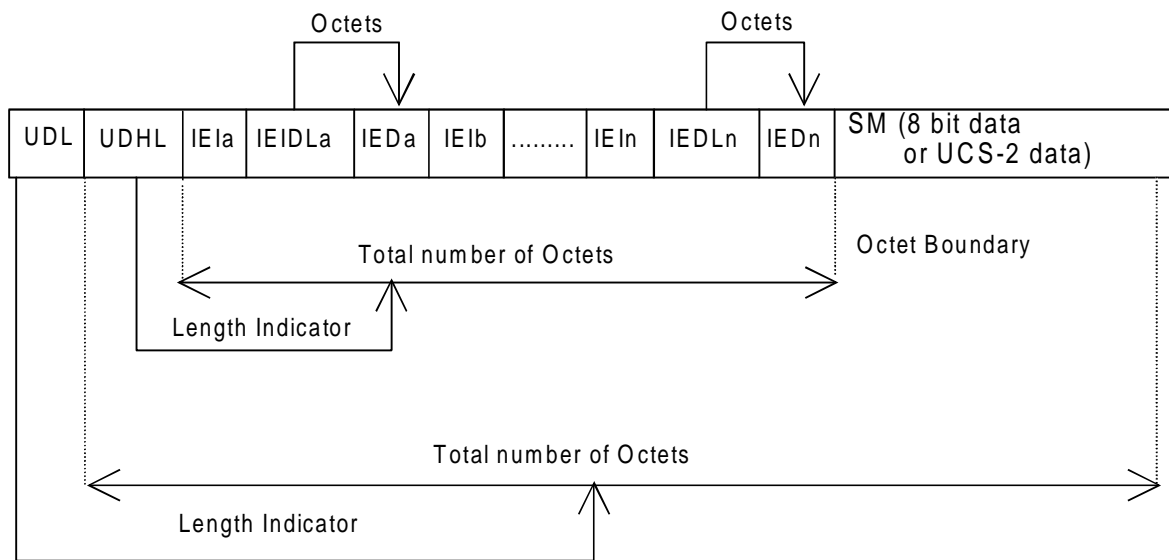 Octets Octets
UDL UDHL IEIa IEIDLa IEDa IEIb ......... IEIn IEDLn IEDn SM (8 bit data
or UCS-2 data)
Total number of Octets Octet Boundary
Length Indicator
Total number of Octets
Length Indicator